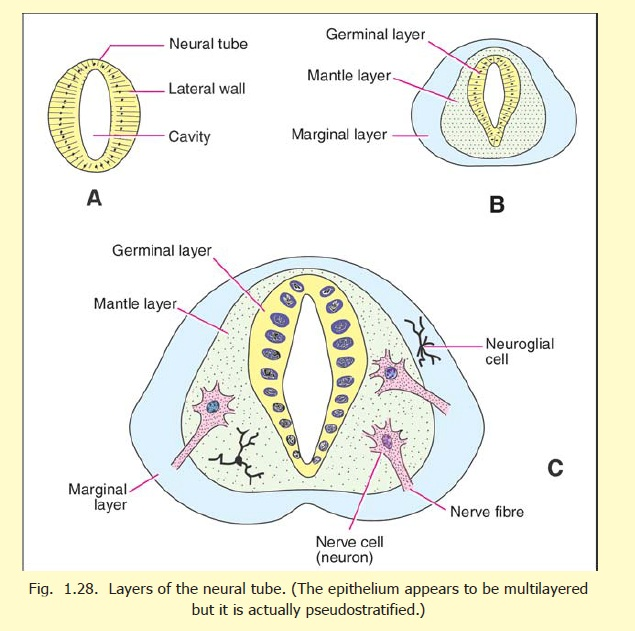 Neural tube
Lateral wall
Cavity
A
Germinal layer
Mantle layer
Marginal layer
B
Germinal layer
Mantle layer
Neuroglial
cell
C
Marginal
layer
Nerve fibre
Nerve cell
(neuron)
Fig. 1.28. Layers of the neural tube. (The epithelium appears to be multilayered
but it is actually pseudostratified.)